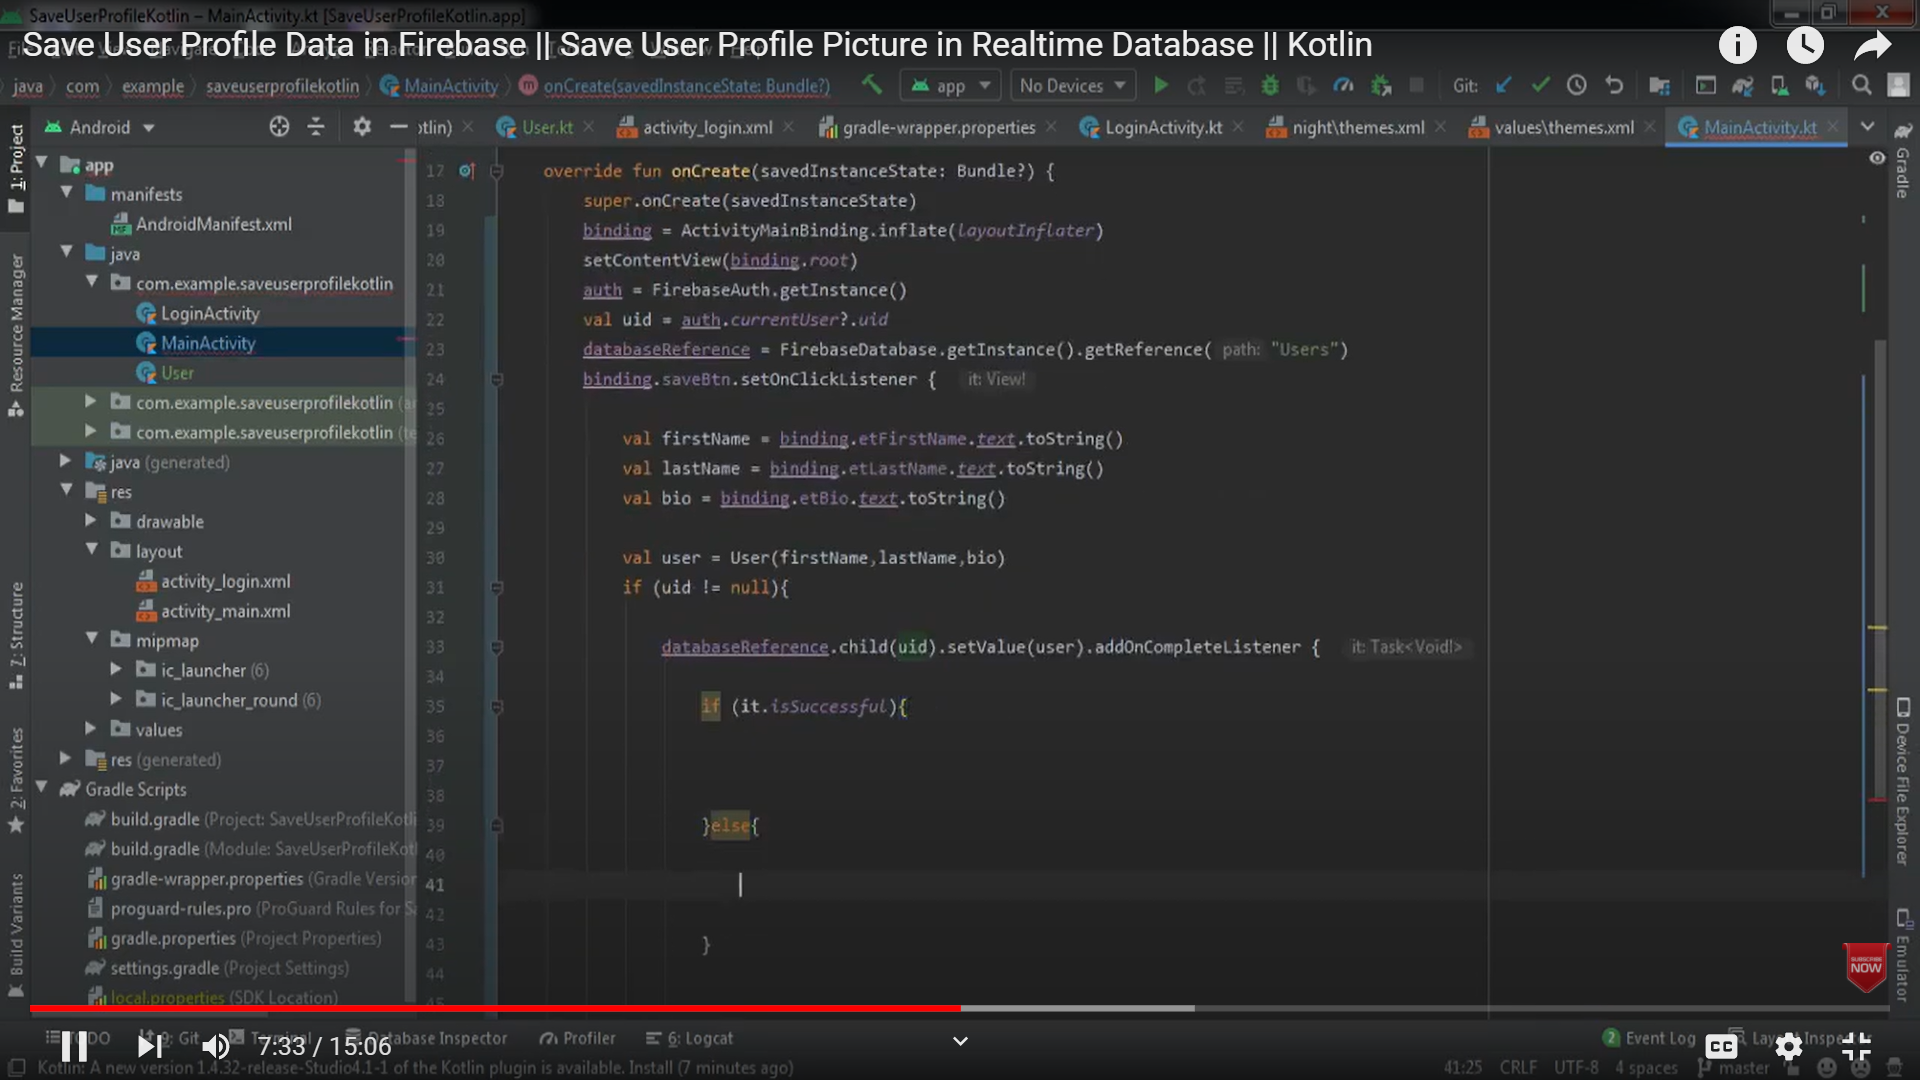 SaveUserProfileKotlin – MainActivity.kt [SaveUserProfileKotlin.app]
Save User Profile Data in Firebase || Save User Profile Picture in Realtime Database || Kotlin
java com example saveuserprofilekotlin MainActivity onCreate(savedInstanceState: Bundle?) app No Devices Git:
Android otlin) User.kt activity_login.xml gradle-wrapper.properties LoginActivity.kt night\themes.xml values\themes.xml MainActivity.kt
1: Project
Resource Manager
7: Structure
2: Favorites
Build Variants
app
manifests
AndroidManifest.xml
java
com.example.saveuserprofilekotlin
LoginActivity
MainActivity
User
com.example.saveuserprofilekotlin (ar
com.example.saveuserprofilekotlin (te
java (generated)
res
drawable
layout
activity_login.xml
activity_main.xml
mipmap
ic_launcher (6)
ic_launcher_round (6)
values
res (generated)
Gradle Scripts
build.gradle (Project: SaveUserProfileKotli
build.gradle (Module: SaveUserProfileKot
gradle-wrapper.properties (Gradle Version
proguard-rules.pro (ProGuard Rules for Sa
gradle.properties (Project Properties)
settings.gradle (Project Settings)
local.properties (SDK Location)
17 override fun onCreate(savedInstanceState: Bundle?) {
18 super.onCreate(savedInstanceState)
19 binding = ActivityMainBinding.inflate(layoutInflater)
20 setContentView(binding.root)
21 auth = FirebaseAuth.getInstance()
22 val uid = auth.currentUser?.uid
23 databaseReference = FirebaseDatabase.getInstance().getReference( path: "Users")
24 binding.saveBtn.setOnClickListener { it: View!
25
26 val firstName = binding.etFirstName.text.toString()
27 val lastName = binding.etLastName.text.toString()
28 val bio = binding.etBio.text.toString()
29
30 val user = User(firstName,lastName,bio)
31 if (uid != null){
32
33 databaseReference.child(uid).setValue(user).addOnCompleteListener { it: Task<Void!>
34
35 if (it.isSuccessful){
36
37
38
39 }else{
40
41
42
43 }
44
45
Gradle
Device File Explorer
Emulator
SUBSCRIBE
NOW
TODO 9: Git Terminal Database Inspector Profiler 6: Logcat 2 Event Log Layout Inspector
7:33 / 15:06
CC
Kotlin: A new version 1.4.32-release-Studio4.1-1 of the Kotlin plugin is available. Install (7 minutes ago) 41:25 CRLF UTF-8 4 spaces master